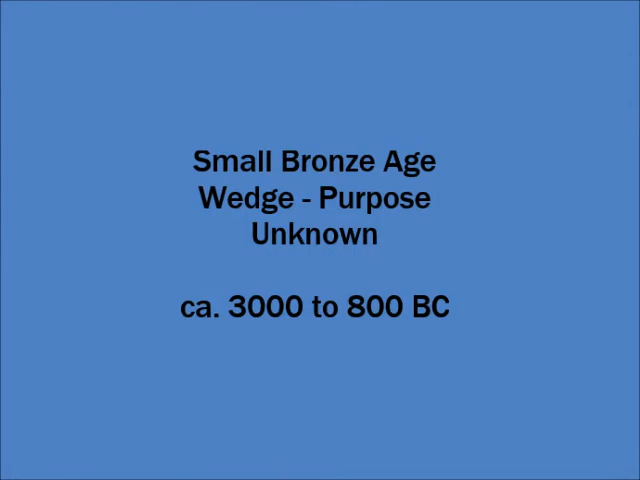 Small Bronze Age
Wedge - Purpose
Unknown
ca. 3000 to 800 BC